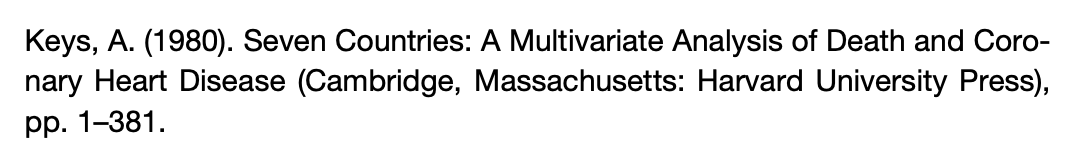 Keys, A. (1980). Seven Countries: A Multivariate Analysis of Death and Coro-
nary Heart Disease (Cambridge, Massachusetts: Harvard University Press),
pp. 1–381.